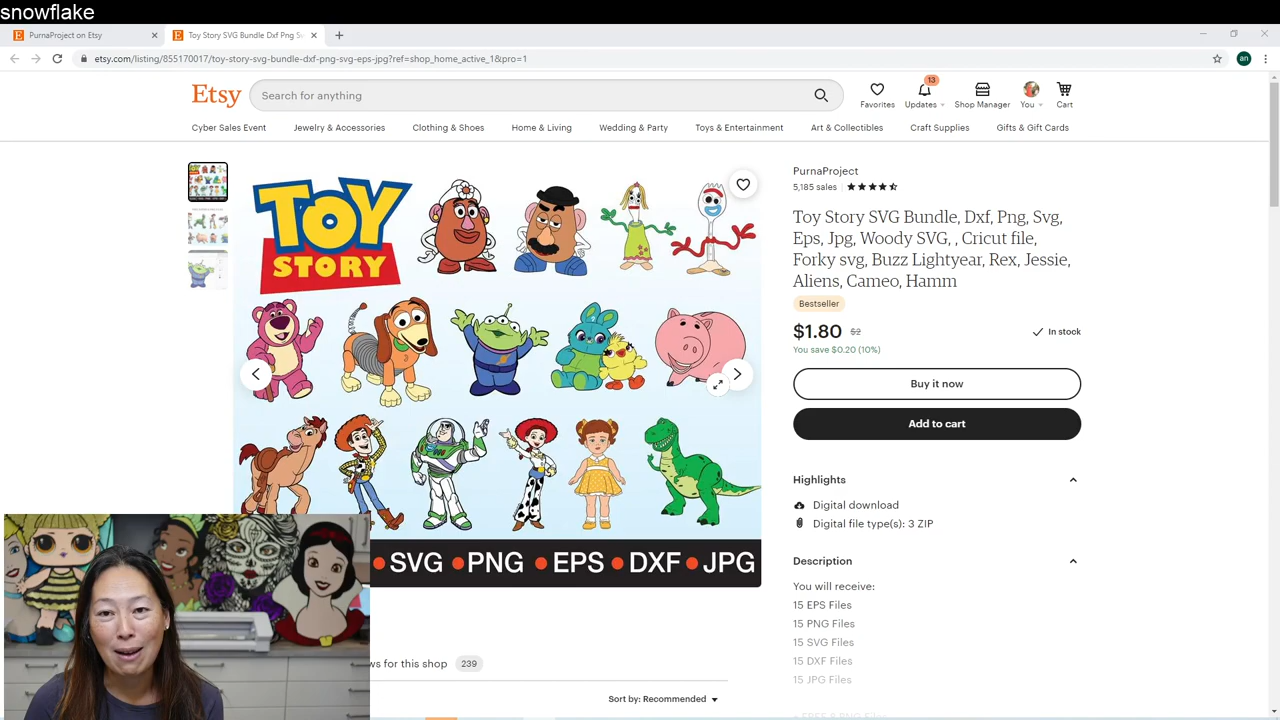 snowflake
PurnaProject on Etsy
Toy Story SVG Bundle Dxf Png Sv
etsy.com/listing/855170017/toy-story-svg-bundle-dxf-png-svg-eps-jpg?ref=shop_home_active_1&pro=1
an
Etsy
Search for anything
13
Favorites
Updates
Shop Manager
You
Cart
Cyber Sales Event
Jewelry & Accessories
Clothing & Shoes
Home & Living
Wedding & Party
Toys & Entertainment
Art & Collectibles
Craft Supplies
Gifts & Gift Cards
TOY
STORY
SVG PNG EPS DXF JPG
PurnaProject
5,185 sales
Toy Story SVG Bundle, Dxf, Png, Svg,
Eps, Jpg, Woody SVG, , Cricut file,
Forky svg, Buzz Lightyear, Rex, Jessie,
Aliens, Cameo, Hamm
Bestseller
$1.80 $2
In stock
You save $0.20 (10%)
Buy it now
Add to cart
Highlights
Digital download
Digital file type(s): 3 ZIP
Description
You will receive:
15 EPS Files
15 PNG Files
15 SVG Files
15 DXF Files
15 JPG Files
ws for this shop 239
Sort by: Recommended